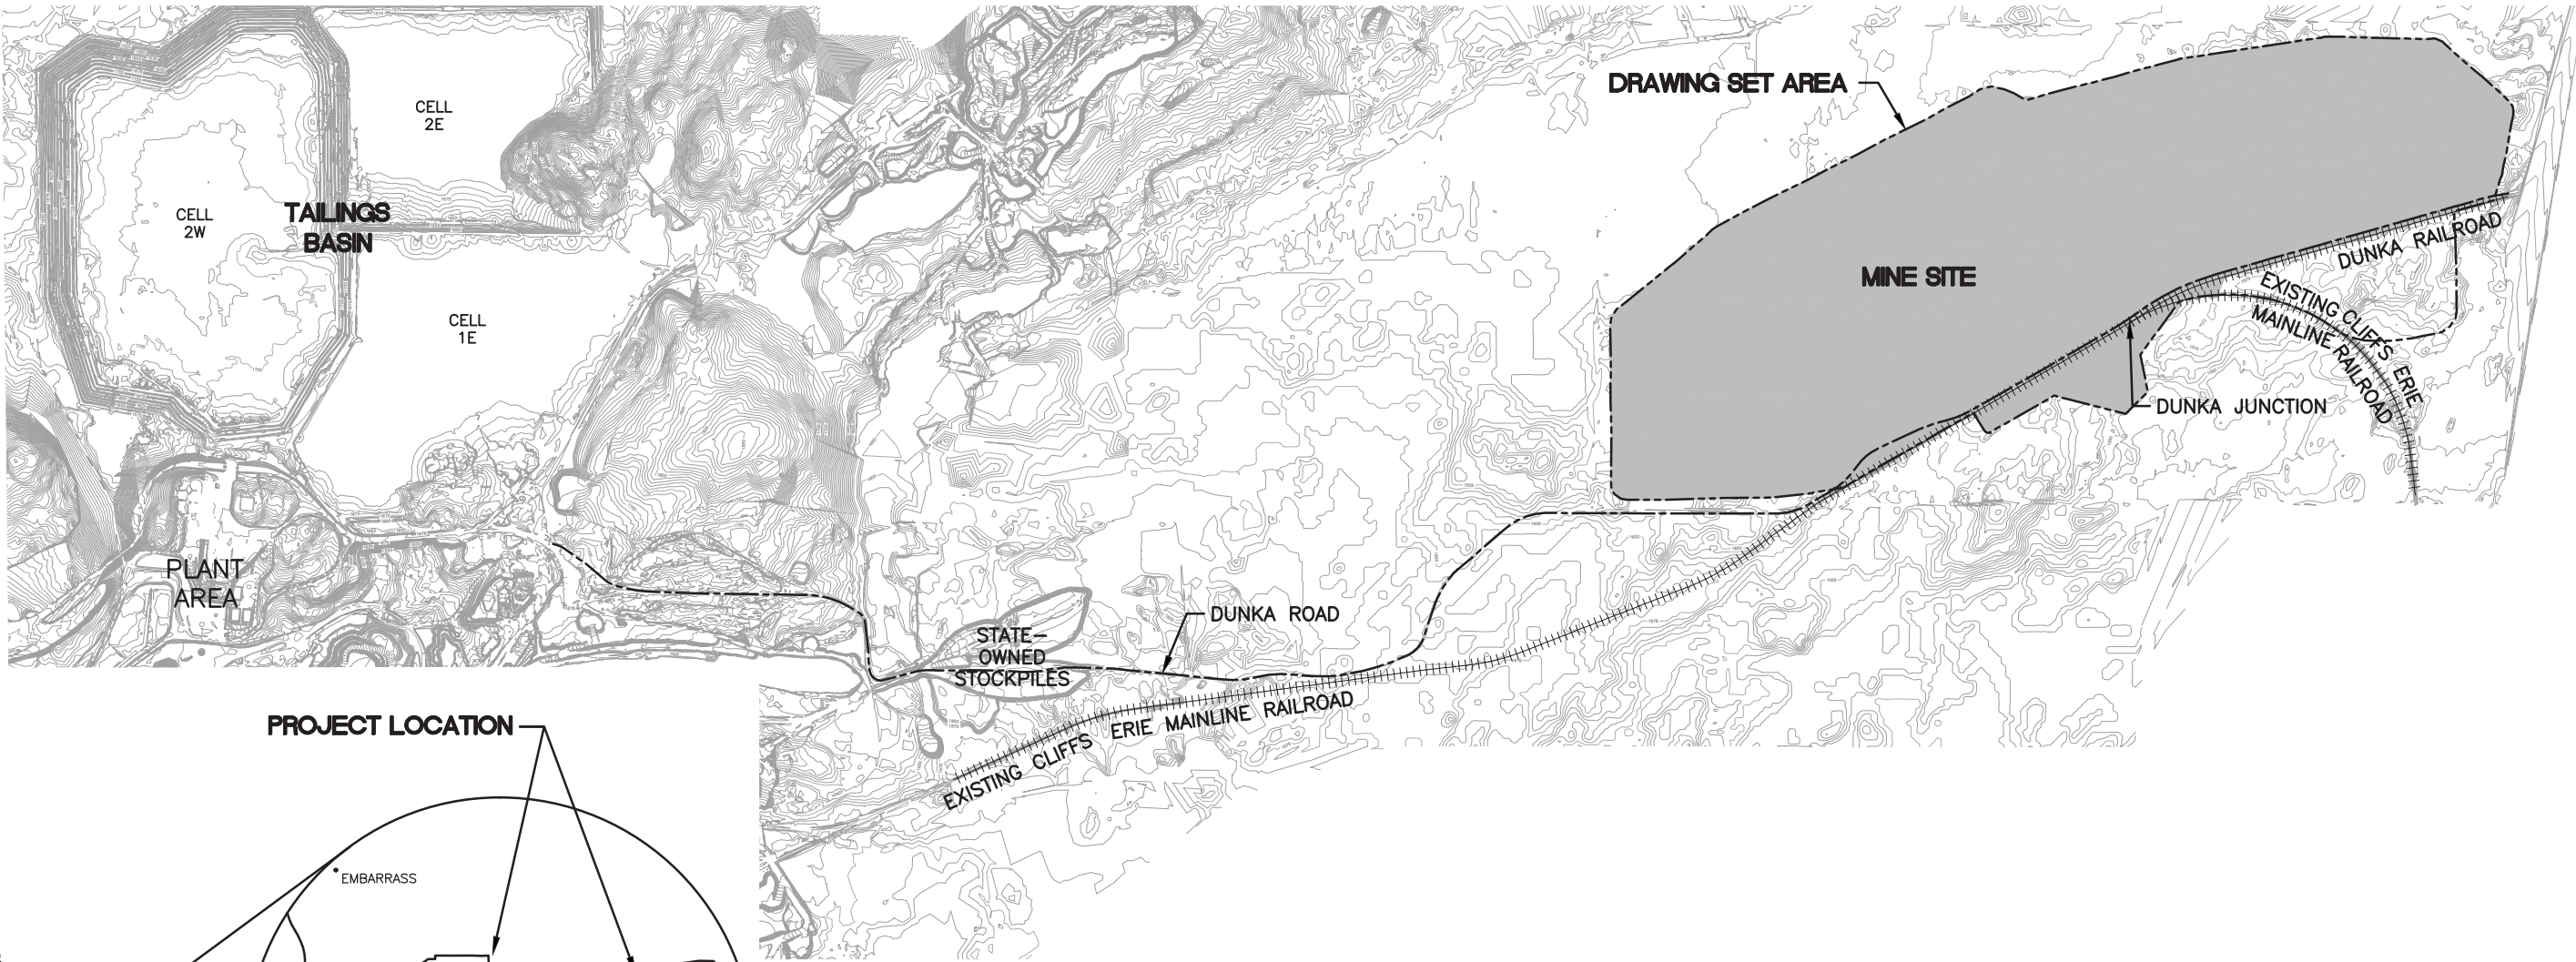 DRAWING SET AREA
CELL
2E
CELL
2W
TAILINGS
BASIN
CELL
1E
MINE SITE
DUNKA RAILROAD
EXISTING CLIFFS ERIE
MAINLINE RAILROAD
DUNKA JUNCTION
PLANT
AREA
STATE-
OWNED
STOCKPILES
DUNKA ROAD
EXISTING CLIFFS ERIE MAINLINE RAILROAD
PROJECT LOCATION
EMBARRASS